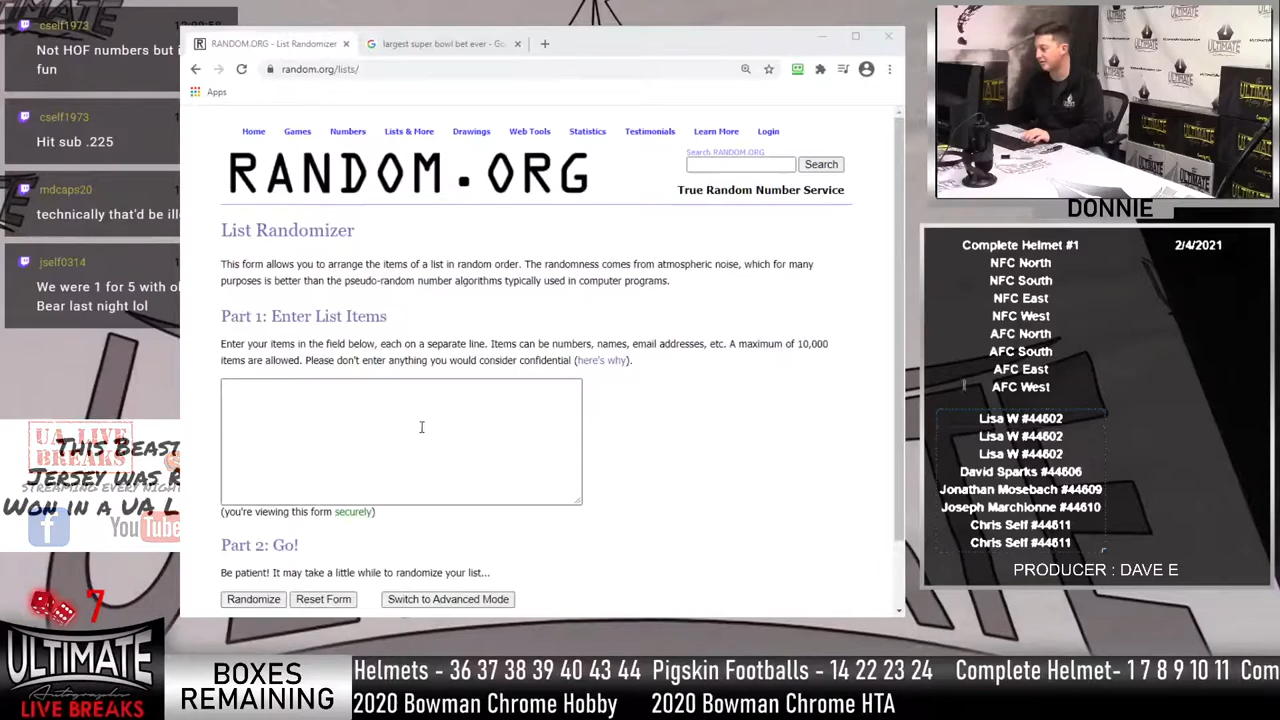 cself1973
Not HOF numbers but i
fun
cself1973
Hit sub .225
mdcaps20
technically that'd be ill
jself0314
We were 1 for 5 with ol
Bear last night lol
RANDOM.ORG - List Randomizer
largest super bowl bet ever - Go
random.org/lists/
Apps
Home Games Numbers Lists & More Drawings Web Tools Statistics Testimonials Learn More Login
Search RANDOM.ORG
RANDOM.ORG
Search
True Random Number Service
List Randomizer
This form allows you to arrange the items of a list in random order. The randomness comes from atmospheric noise, which for many
purposes is better than the pseudo-random number algorithms typically used in computer programs.
Part 1: Enter List Items
Enter your items in the field below, each on a separate line. Items can be numbers, names, email addresses, etc. A maximum of 10,000
items are allowed. Please don't enter anything you would consider confidential (here's why).
(you're viewing this form securely)
Part 2: Go!
Be patient! It may take a little while to randomize your list...
Randomize Reset Form Switch to Advanced Mode
DONNIE
Complete Helmet #1 2/4/2021
NFC North
NFC South
NFC East
NFC West
AFC North
AFC South
AFC East
AFC West
Lisa W #44602
Lisa W #44602
Lisa W #44602
David Sparks #44606
Jonathan Mosebach #44609
Joseph Marchionne #44610
Chris Self #44611
Chris Self #44611
PRODUCER : DAVE E
UA LIVE
BREAKS
This Beast
Jersey was R
Won in a UA L
STREAMING EVERY NIGHT
f YouTube
7
ULTIMATE
Autographs
LIVE BREAKS
BOXES
REMAINING
Helmets - 36 37 38 39 40 43 44 Pigskin Footballs - 14 22 23 24 Complete Helmet- 1 7 8 9 10 11 Com
2020 Bowman Chrome Hobby 2020 Bowman Chrome HTA